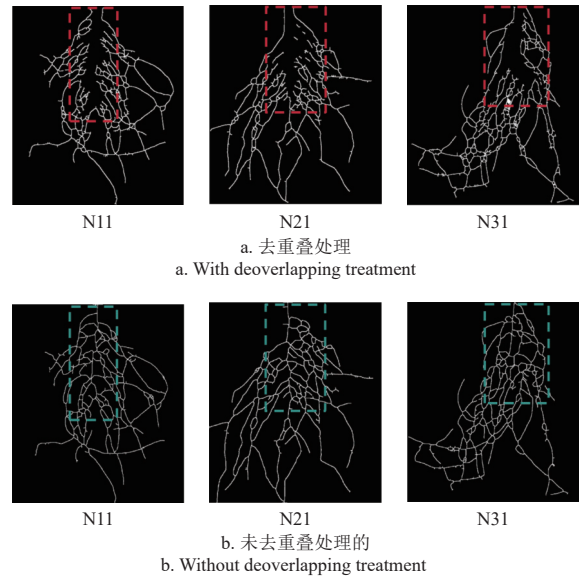 N11 N21 N31
a. 去重叠处理
a. With deoverlapping treatment
N11 N21 N31
b. 未去重叠处理的
b. Without deoverlapping treatment